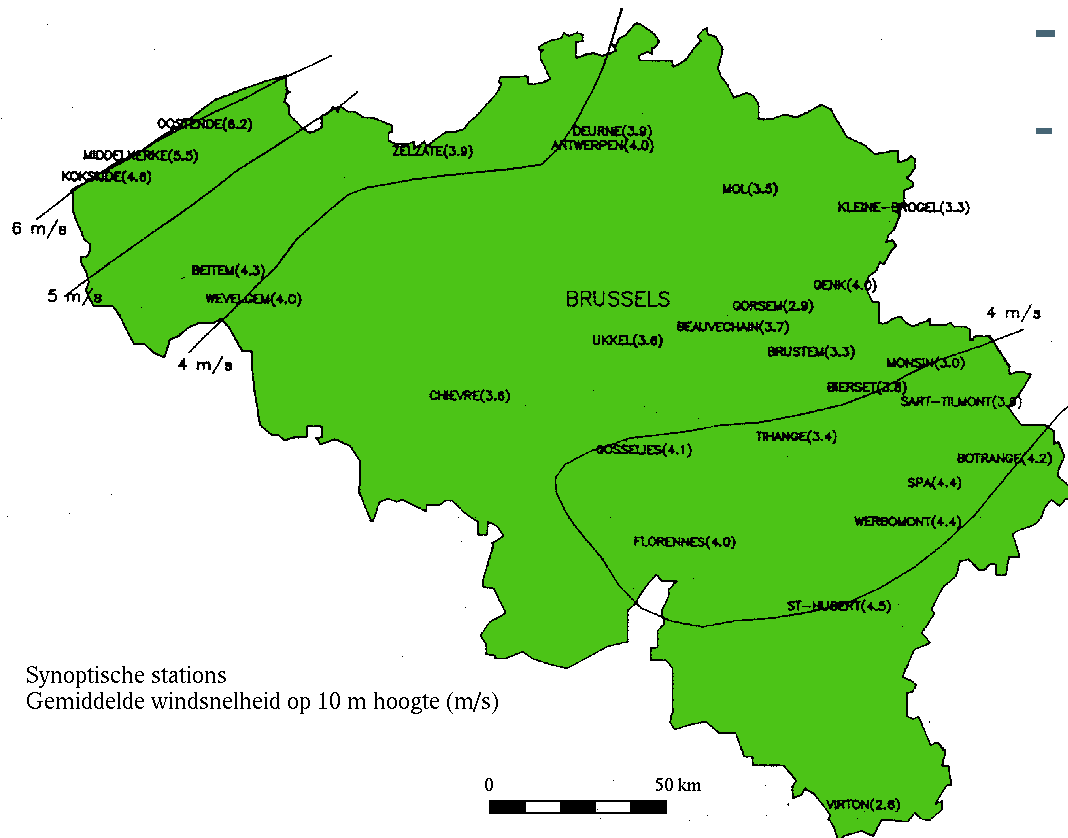 OOSTENDE(6.2)
DEURNE(3.9)
ANTWERPEN(4.0)
ZELZATE(3.9)
MIDDELKERKE(5.5)
KOKSIJDE(4.6)
MOL(3.5)
KLEINE-BROGEL(3.3)
6 m/s
BEITEM(4.3)
GENK(4.0)
5 m/s
WEVELGEM(4.0)
BRUSSELS
GORSEM(2.9)
4 m/s
BEAUVECHAIN(3.7)
UKKEL(3.6)
BRUSTEM(3.3)
4 m/s
MONSIN(3.0)
BIERSET(2.8)
CHIEVRE(3.6)
SART-TILMONT(3.9)
TIHANGE(3.4)
GOSSELIES(4.1)
BOTRANGE(4.2)
SPA(4.4)
WERBOMONT(4.4)
FLORENNES(4.0)
ST-HUBERT(4.5)
Synoptische stations
Gemiddelde windsnelheid op 10 m hoogte (m/s)
0 50 km
VIRTON(2.6)